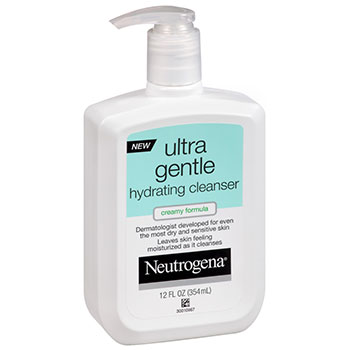 NEW
ultra
gentle
hydrating cleanser
creamy formula
Dermatologist developed for even
the most dry and sensitive skin
Leaves skin feeling
moisturized as it cleanses
Neutrogena®
12 FL OZ (354mL)